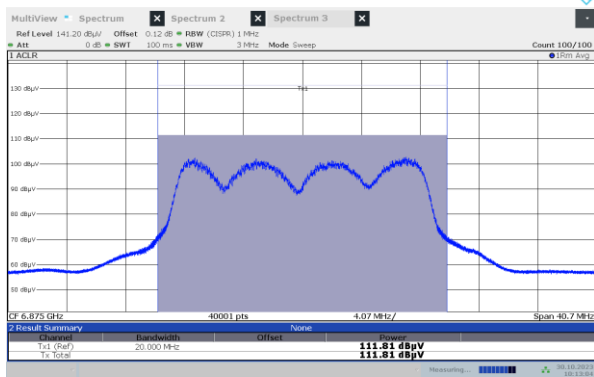 MultiView Spectrum X Spectrum 2 X Spectrum 3 X
Ref Level 141.20 dBµV Offset 0.12 dB RBW (CISPR) 1 MHz
Att 0 dB SWT 100 ms VBW 3 MHz Mode Sweep Count 100/100
1 ACLR 1Rm Avg
130 dBµV
Tx1
120 dBµV
110 dBµV
100 dBµV
90 dBµV
80 dBµV
70 dBµV
60 dBµV
50 dBµV
CF 6.875 GHz 40001 pts 4.07 MHz/ Span 40.7 MHz
2 Result Summary None
Channel Bandwidth Offset Power
Tx1 (Ref) 20.000 MHz 111.81 dBµV
Tx Total 111.81 dBµV
Measuring... 30.10.2023
10:13:04